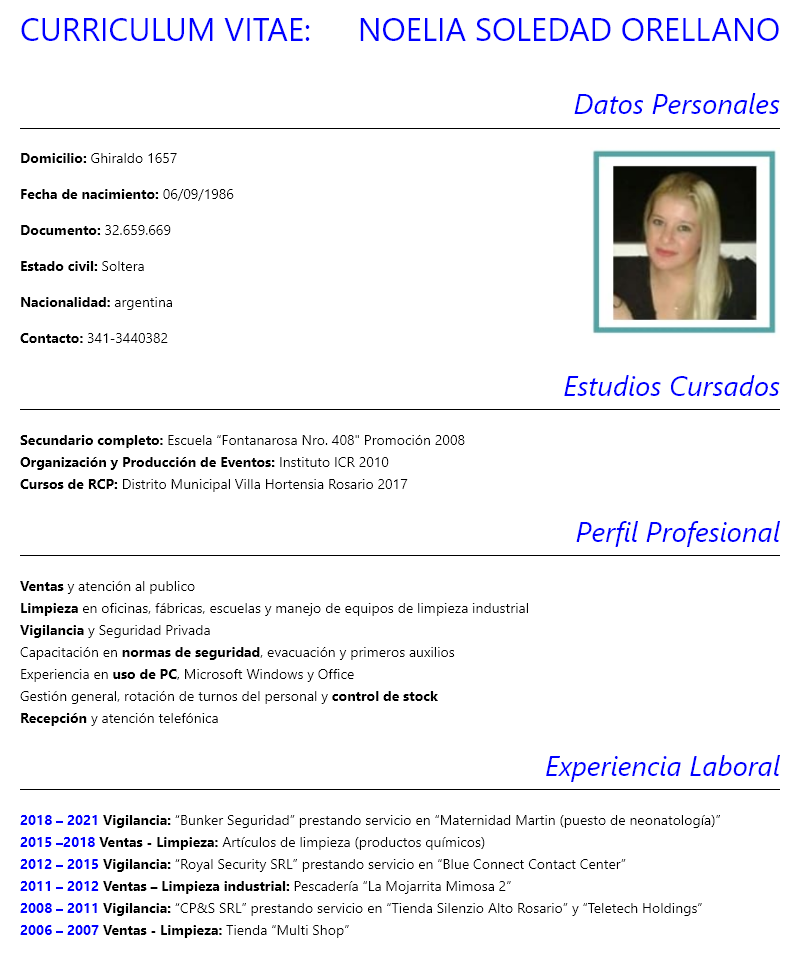 CURRICULUM VITAE: NOELIA SOLEDAD ORELLANO
Datos Personales
Domicilio: Ghiraldo 1657
Fecha de nacimiento: 06/09/1986
Documento: 32.659.669
Estado civil: Soltera
Nacionalidad: argentina
Contacto: 341-3440382
Estudios Cursados
Secundario completo: Escuela “Fontanarosa Nro. 408" Promoción 2008
Organización y Producción de Eventos: Instituto ICR 2010
Cursos de RCP: Distrito Municipal Villa Hortensia Rosario 2017
Perfil Profesional
Ventas y atención al publico
Limpieza en oficinas, fábricas, escuelas y manejo de equipos de limpieza industrial
Vigilancia y Seguridad Privada
Capacitación en normas de seguridad, evacuación y primeros auxilios
Experiencia en uso de PC, Microsoft Windows y Office
Gestión general, rotación de turnos del personal y control de stock
Recepción y atención telefónica
Experiencia Laboral
2018 – 2021 Vigilancia: “Bunker Seguridad” prestando servicio en “Maternidad Martin (puesto de neonatología)”
2015 –2018 Ventas - Limpieza: Artículos de limpieza (productos químicos)
2012 – 2015 Vigilancia: “Royal Security SRL” prestando servicio en “Blue Connect Contact Center”
2011 – 2012 Ventas – Limpieza industrial: Pescadería “La Mojarrita Mimosa 2”
2008 – 2011 Vigilancia: “CP&S SRL” prestando servicio en “Tienda Silenzio Alto Rosario” y “Teletech Holdings”
2006 – 2007 Ventas - Limpieza: Tienda “Multi Shop”